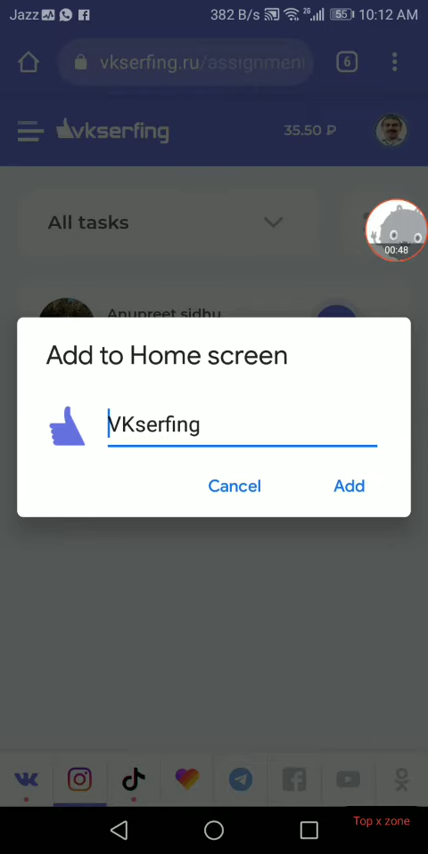 Jazz 382 B/s 2G 55 10:12 AM
vkserfing.ru/assignment 6
vkserfing 35.50 ₽
All tasks
00:48
Anupreet sidhu
Add to Home screen
VKserfing
Cancel Add
Top x zone